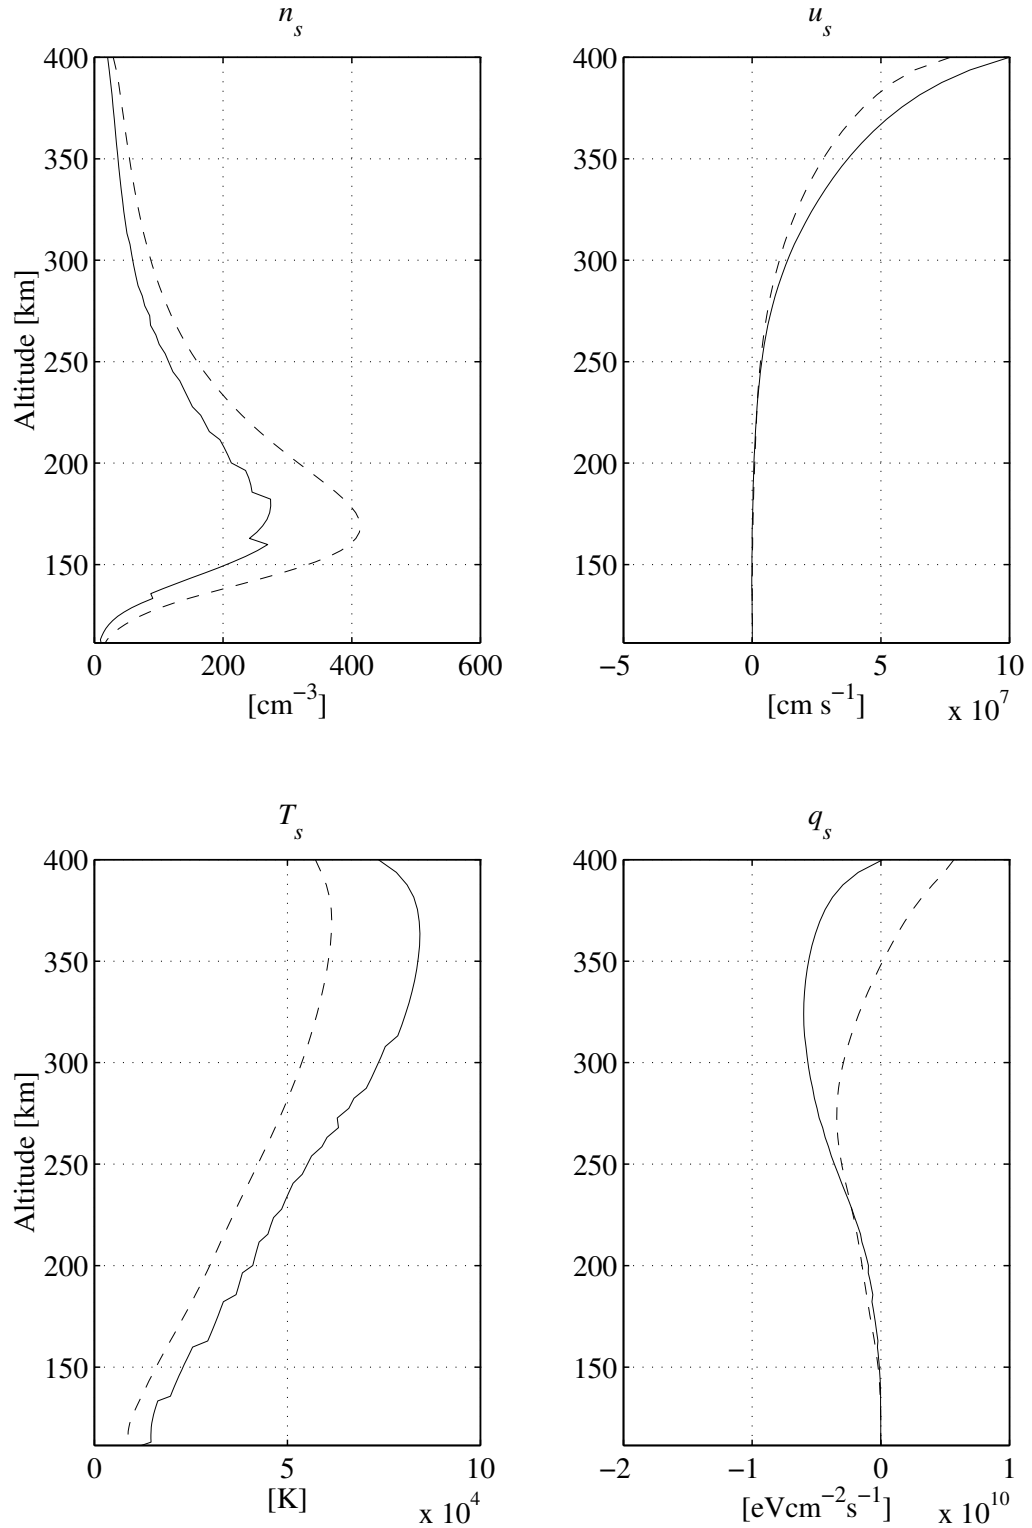 n_s
400
350
300
250
200
150
0 200 400 600
[cm^−3]
Altitude [km]
u_s
400
350
300
250
200
150
−5 0 5 10
[cm s^−1]
x 10^7
T_s
400
350
300
250
200
150
0 5 10
[K]
x 10^4
Altitude [km]
q_s
400
350
300
250
200
150
−2 −1 0 1
[eVcm^−2s^−1]
x 10^10